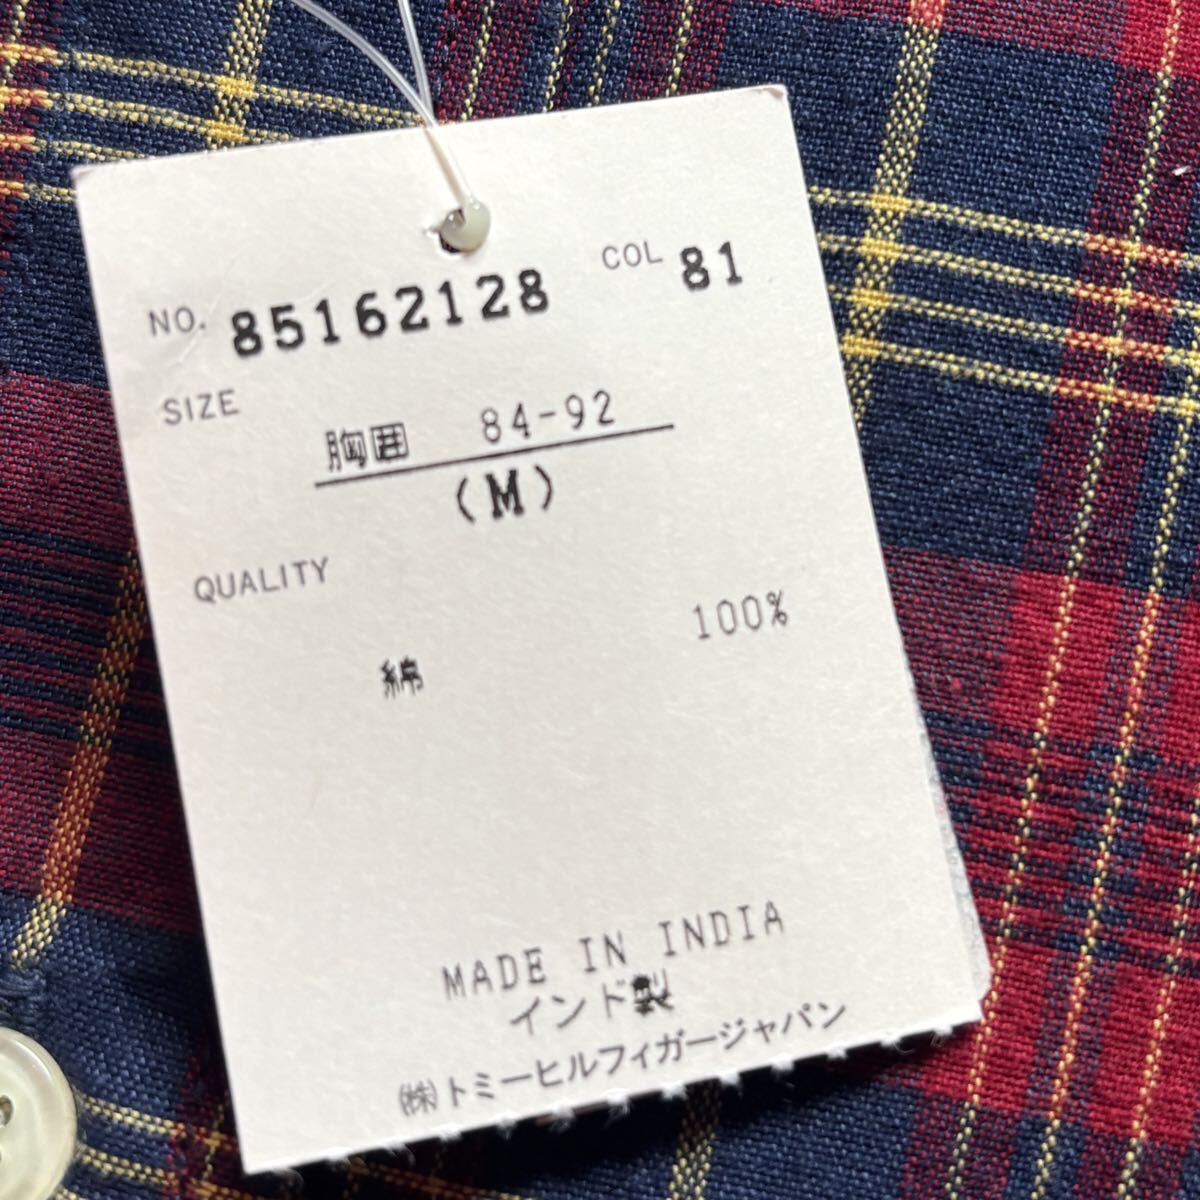 NO. 85162128 COL 81
SIZE
胸囲 84-92
(M)
QUALITY
100%
綿
MADE IN INDIA
インド製
㈱トミーヒルフィガージャパン